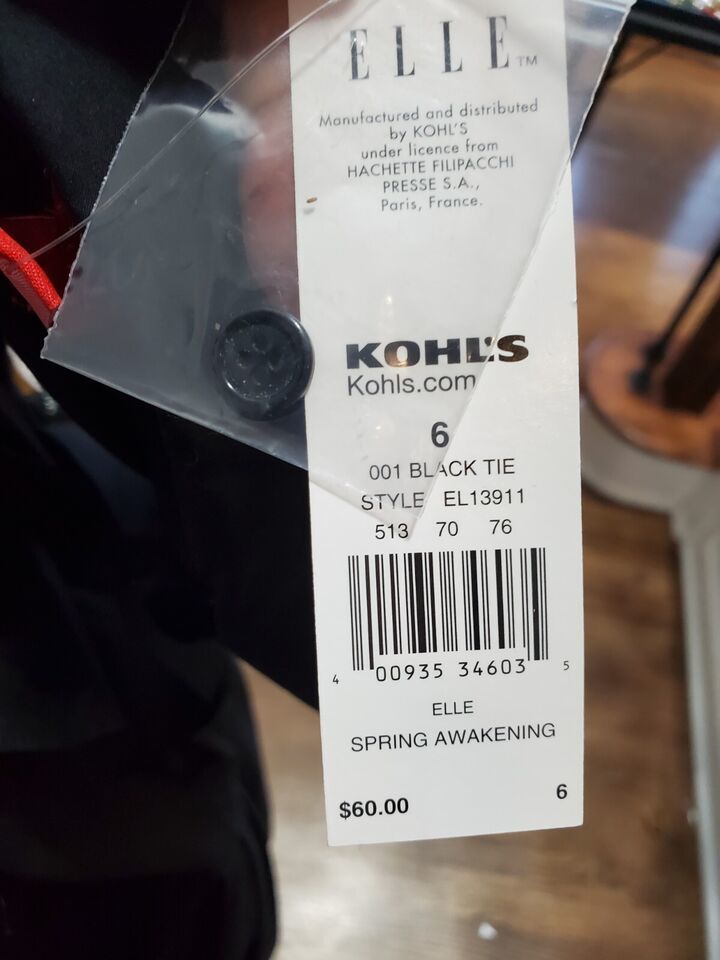 ELLE™
Manufactured and distributed
by KOHL'S
under licence from
HACHETTE FILIPACCHI
PRESSE S.A.,
Paris, France.
KOHL'S
Kohls.com
6
001 BLACK TIE
STYLE EL13911
513 70 76
4 00935 34603 5
ELLE
SPRING AWAKENING
$60.00 6